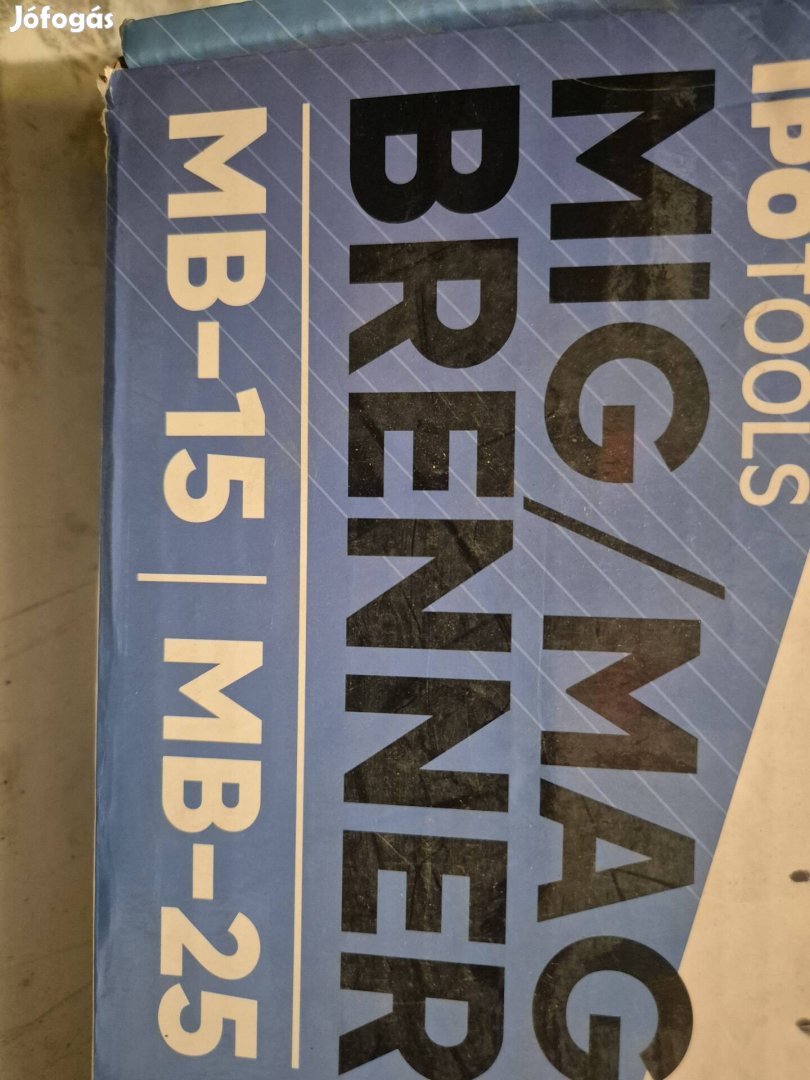 Jófogás
IPOTOOLS
MIG/MAG
BRENNER
MB-15 | MB-25